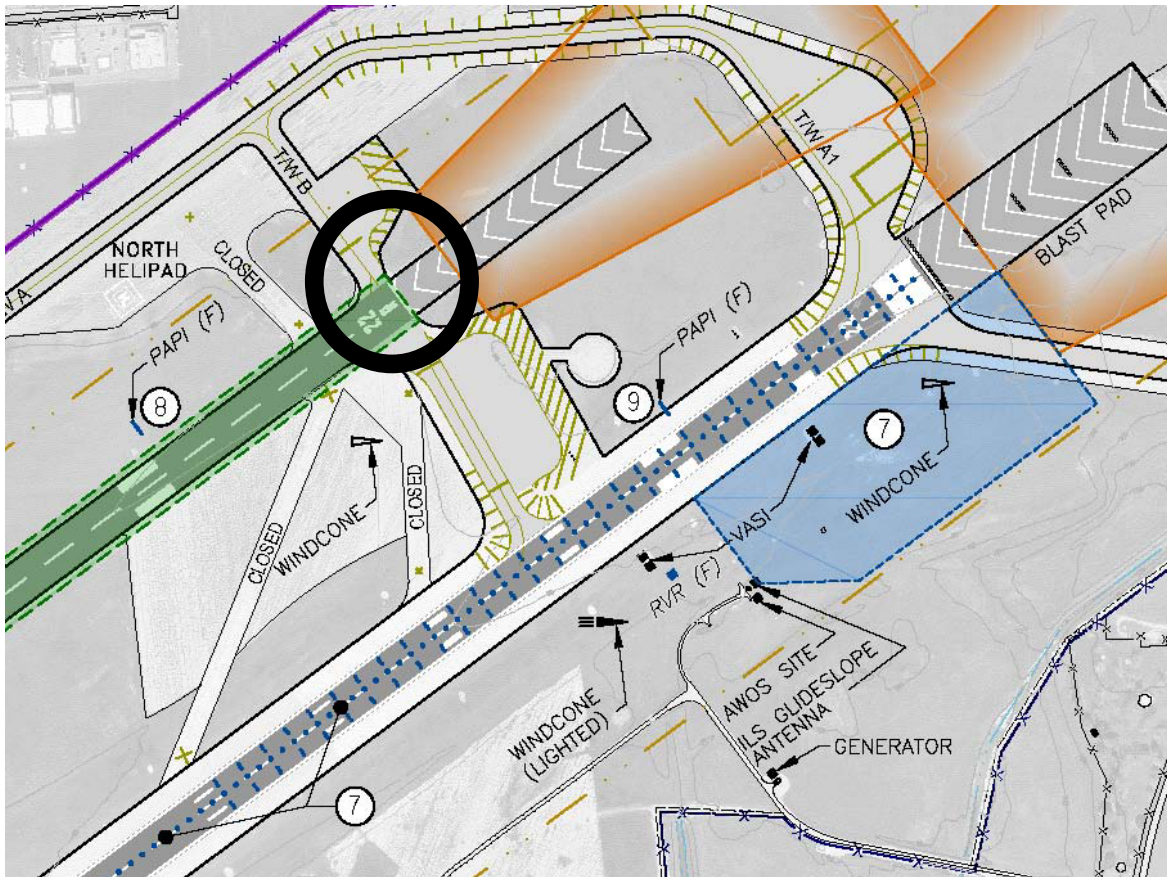 T/W B
T/W A1
BLAST PAD
NORTH
HELIPAD
CLOSED
PAPI (F)
8
22
PAPI (F)
9
7
WINDCONE
VASI
WINDCONE
CLOSED
CLOSED
RVR (F)
WINDCONE
(LIGHTED)
AWOS SITE
ILS GLIDESLOPE
ANTENNA
GENERATOR
7